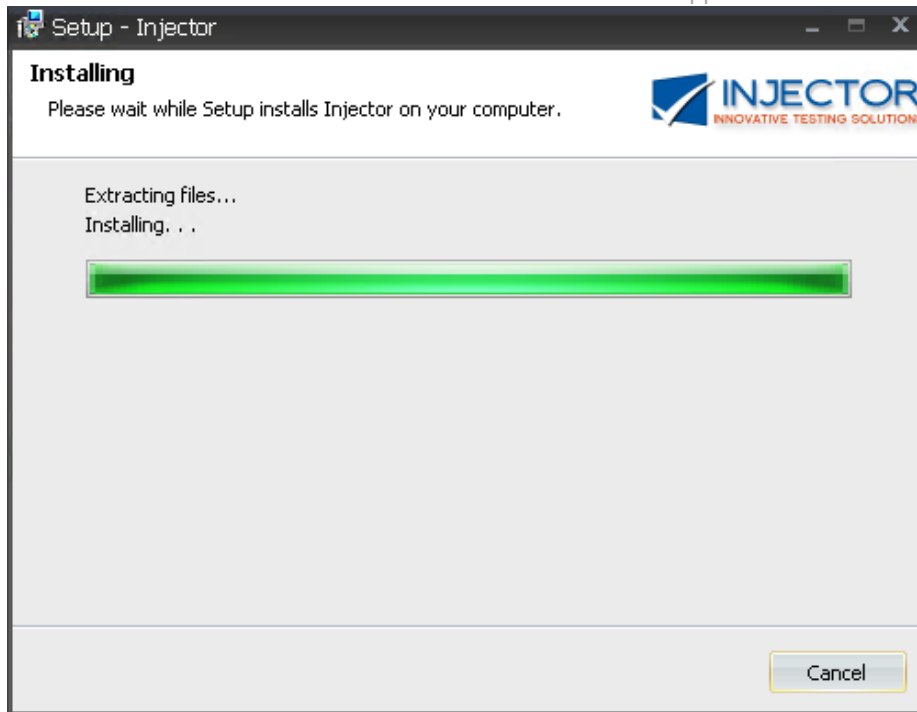 Setup - Injector
Installing
Please wait while Setup installs Injector on your computer.
INJECTOR
INNOVATIVE TESTING SOLUTION
Extracting files...
Installing. . .
Cancel